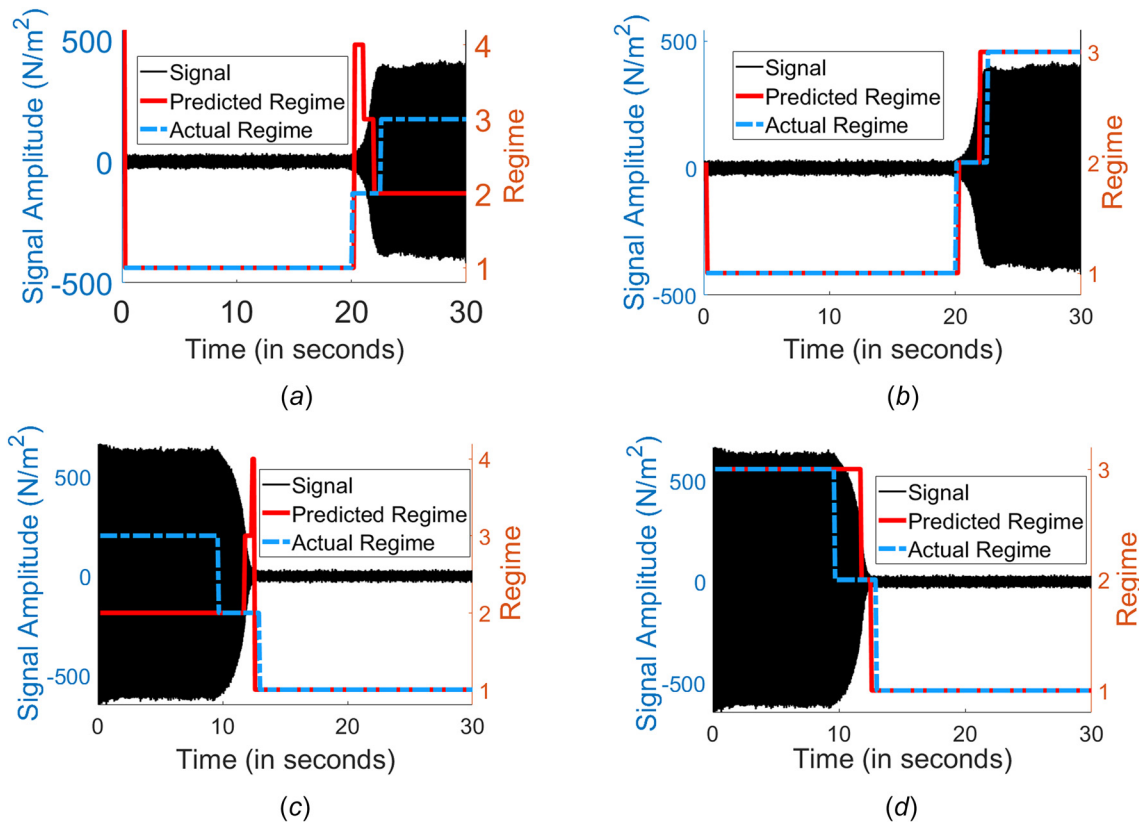 500
0
-500
Signal Amplitude (N/m²)
Signal
Predicted Regime
Actual Regime
4
3
2
1
Regime
0 10 20 30
Time (in seconds)
(a)
500
0
-500
Signal Amplitude (N/m²)
Signal
Predicted Regime
Actual Regime
3
2
1
Regime
0 10 20 30
Time (in seconds)
(b)
500
0
-500
Signal Amplitude (N/m²)
Signal
Predicted Regime
Actual Regime
4
3
2
1
Regime
0 10 20 30
Time (in seconds)
(c)
500
0
-500
Signal Amplitude (N/m²)
Signal
Predicted Regime
Actual Regime
3
2
1
Regime
0 10 20 30
Time (in seconds)
(d)